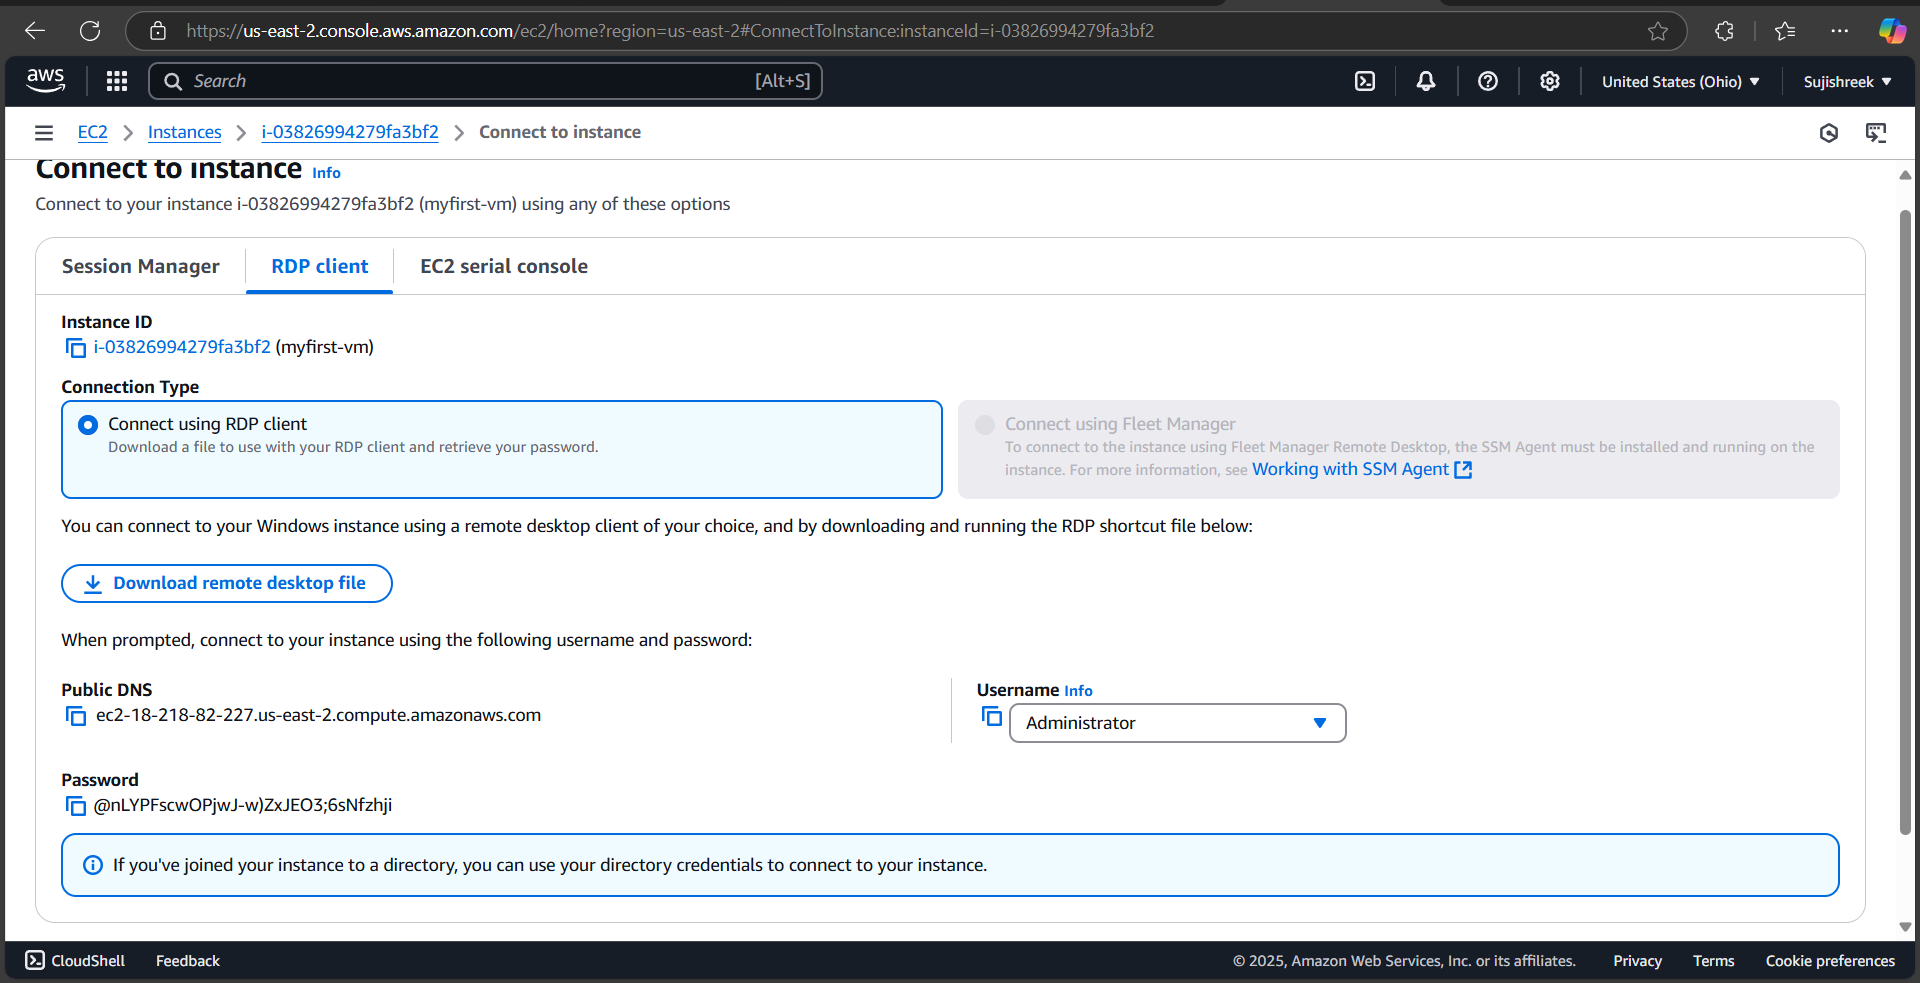 https://us-east-2.console.aws.amazon.com/ec2/home?region=us-east-2#ConnectToInstance:instanceId=i-03826994279fa3bf2
aws
Search [Alt+S]
United States (Ohio)
Sujishreek
EC2 > Instances > i-03826994279fa3bf2 > Connect to instance
Connect to instance Info
Connect to your instance i-03826994279fa3bf2 (myfirst-vm) using any of these options
Session Manager
RDP client
EC2 serial console
Instance ID
i-03826994279fa3bf2 (myfirst-vm)
Connection Type
Connect using RDP client
Download a file to use with your RDP client and retrieve your password.
Connect using Fleet Manager
To connect to the instance using Fleet Manager Remote Desktop, the SSM Agent must be installed and running on the
instance. For more information, see Working with SSM Agent
You can connect to your Windows instance using a remote desktop client of your choice, and by downloading and running the RDP shortcut file below:
Download remote desktop file
When prompted, connect to your instance using the following username and password:
Public DNS
ec2-18-218-82-227.us-east-2.compute.amazonaws.com
Username Info
Administrator
Password
@nLYPFscwOPjwJ-w)ZxJEO3;6sNfzhji
If you've joined your instance to a directory, you can use your directory credentials to connect to your instance.
CloudShell
Feedback
© 2025, Amazon Web Services, Inc. or its affiliates.
Privacy
Terms
Cookie preferences